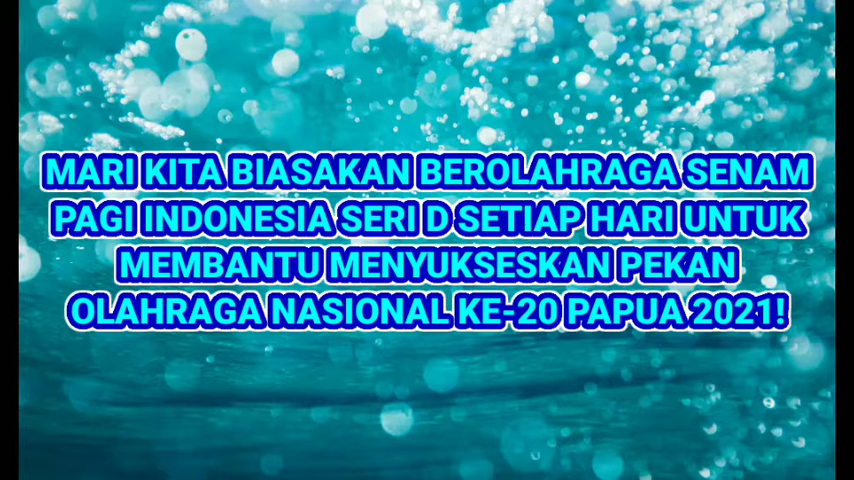 MARI KITA BIASAKAN BEROLAHRAGA SENAM
PAGI INDONESIA SERI D SETIAP HARI UNTUK
MEMBANTU MENYUKSESKAN PEKAN
OLAHRAGA NASIONAL KE-20 PAPUA 2021!